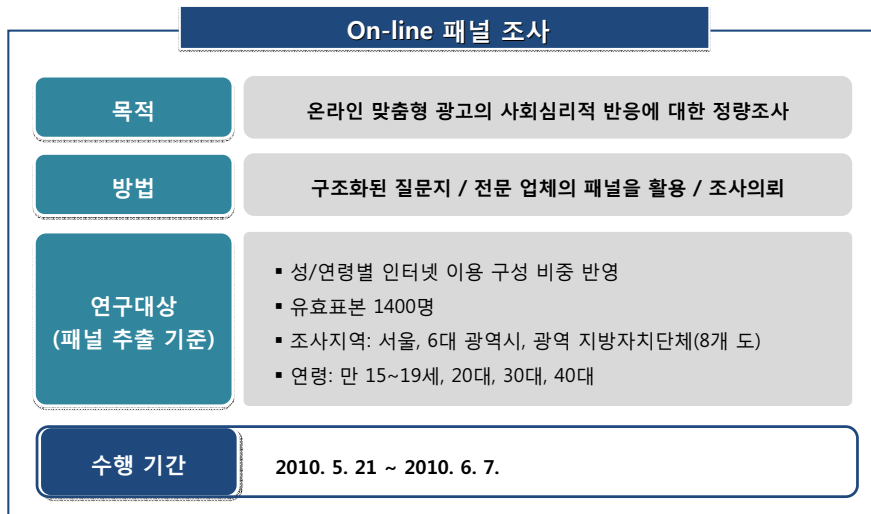 On-line 패널 조사
목적
온라인 맞춤형 광고의 사회심리적 반응에 대한 정량조사
방법
구조화된 질문지 / 전문 업체의 패널을 활용 / 조사의뢰
연구대상
(패널 추출 기준)
▪ 성/연령별 인터넷 이용 구성 비중 반영
▪ 유효표본 1400명
▪ 조사지역: 서울, 6대 광역시, 광역 지방자치단체(8개 도)
▪ 연령: 만 15~19세, 20대, 30대, 40대
수행 기간
2010. 5. 21 ~ 2010. 6. 7.